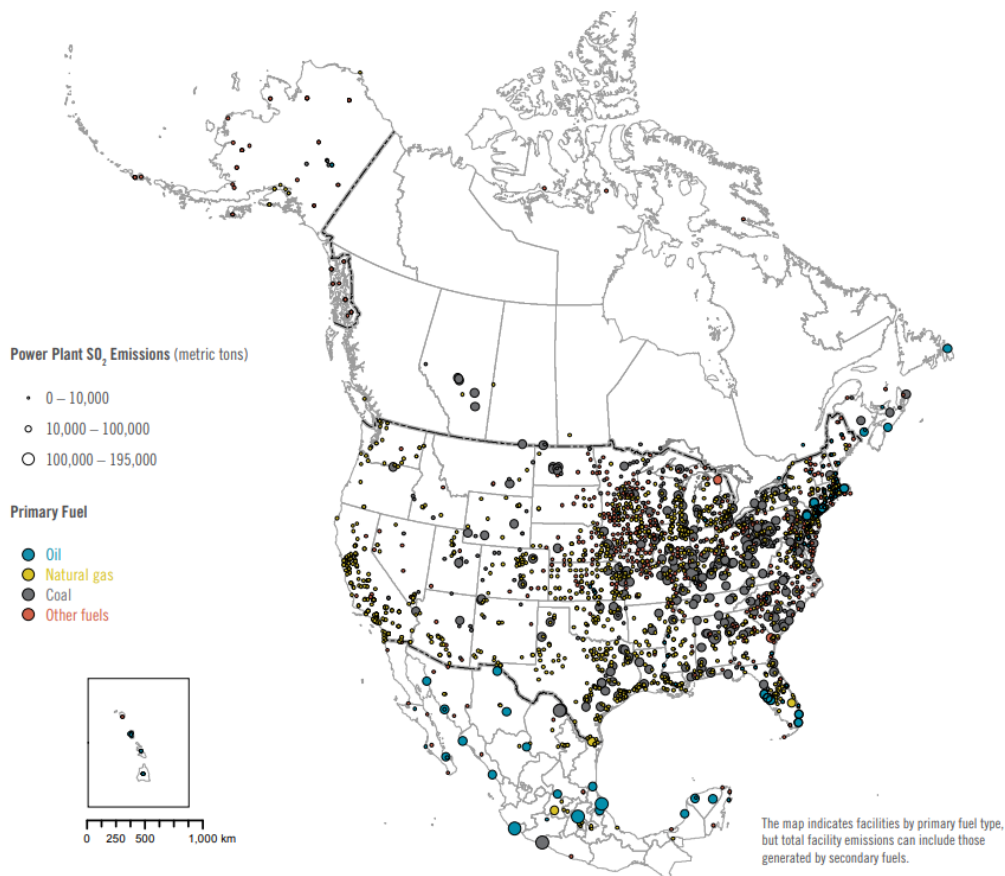 Power Plant SO2 Emissions (metric tons)
0 – 10,000
10,000 – 100,000
100,000 – 195,000
Primary Fuel
Oil
Natural gas
Coal
Other fuels
0 250 500 1,000 km
The map indicates facilities by primary fuel type,
but total facility emissions can include those
generated by secondary fuels.